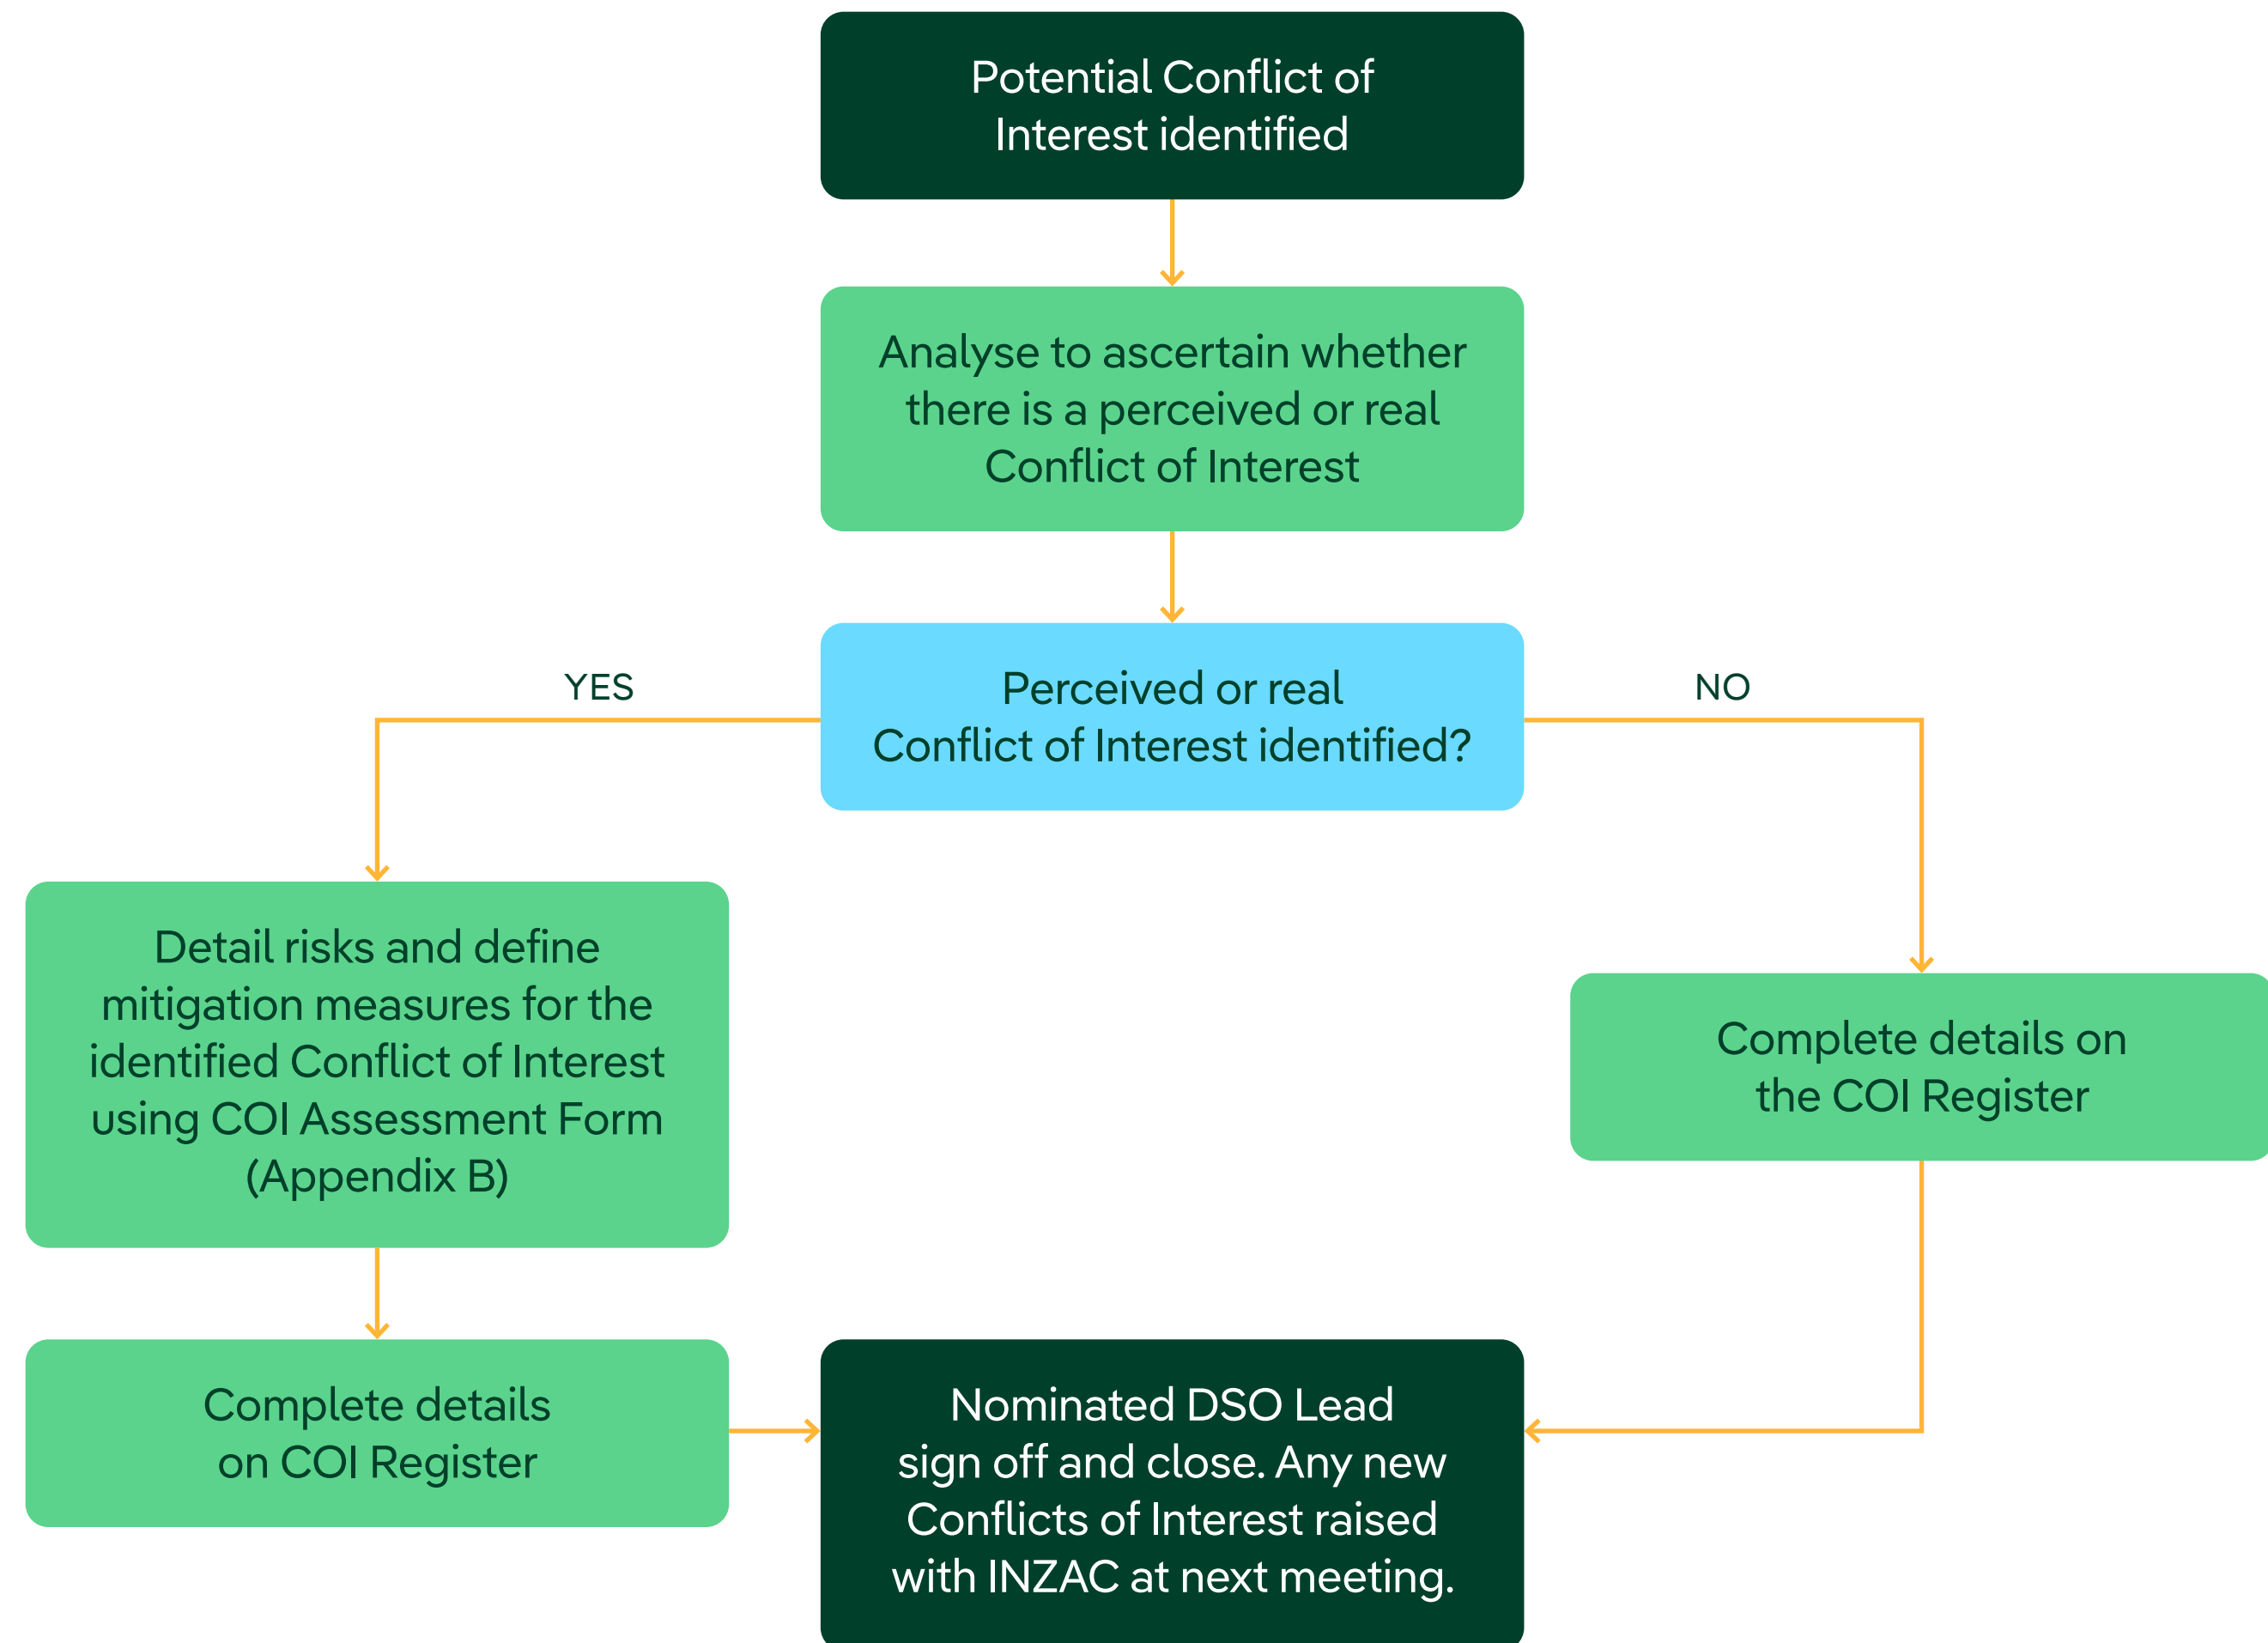 Potential Conflict of
Interest identified
Analyse to ascertain whether
there is a perceived or real
Conflict of Interest
Perceived or real
Conflict of Interest identified?
YES
NO
Detail risks and define
mitigation measures for the
identified Conflict of Interest
using COI Assessment Form
(Appendix B)
Complete details on
the COI Register
Complete details
on COI Register
Nominated DSO Lead
sign off and close. Any new
Conflicts of Interest raised
with INZAC at next meeting.